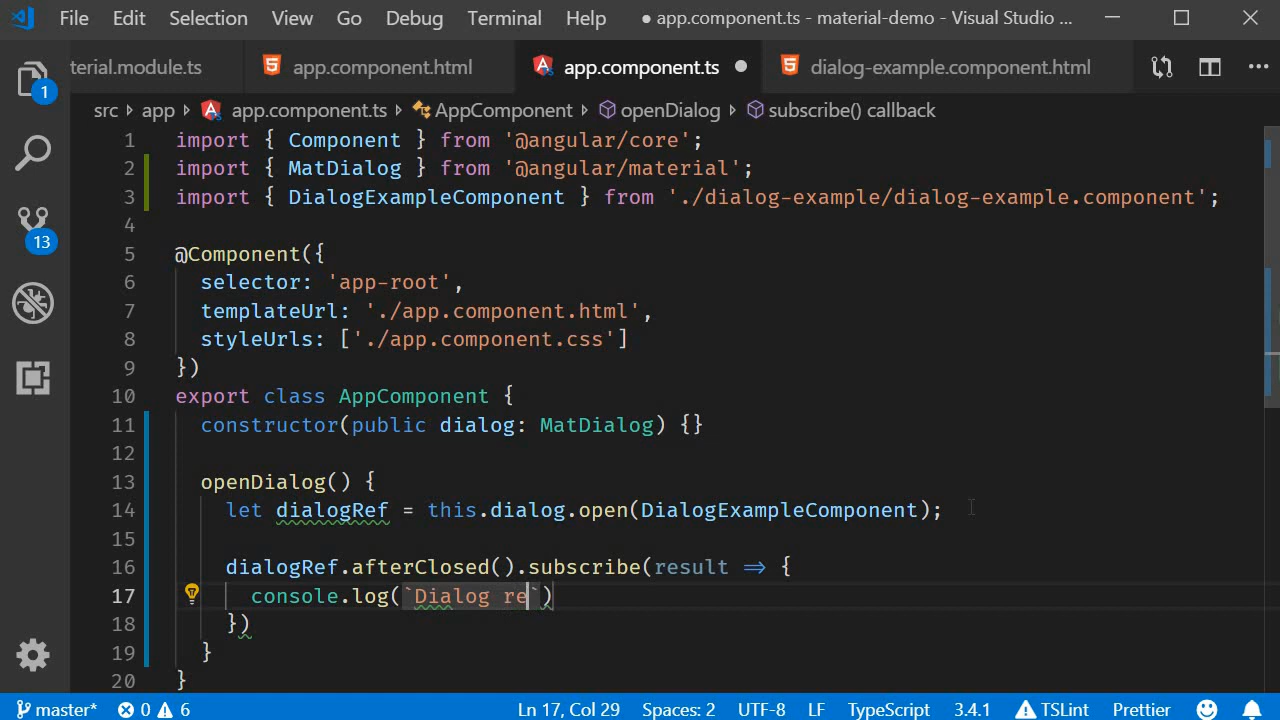 File Edit Selection View Go Debug Terminal Help ● app.component.ts - material-demo - Visual Studio ...
terial.module.ts app.component.html app.component.ts dialog-example.component.html
1
src > app > app.component.ts > AppComponent > openDialog > subscribe() callback
1 import { Component } from '@angular/core';
2 import { MatDialog } from '@angular/material';
3 import { DialogExampleComponent } from './dialog-example/dialog-example.component';
4
13
5 @Component({
6 selector: 'app-root',
7 templateUrl: './app.component.html',
8 styleUrls: ['./app.component.css']
9 })
10 export class AppComponent {
11 constructor(public dialog: MatDialog) {}
12
13 openDialog() {
14 let dialogRef = this.dialog.open(DialogExampleComponent);
15
16 dialogRef.afterClosed().subscribe(result => {
17 console.log(`Dialog re`)
18 })
19 }
20 }
master* 0 6 Ln 17, Col 29 Spaces: 2 UTF-8 LF TypeScript 3.4.1 TSLint Prettier